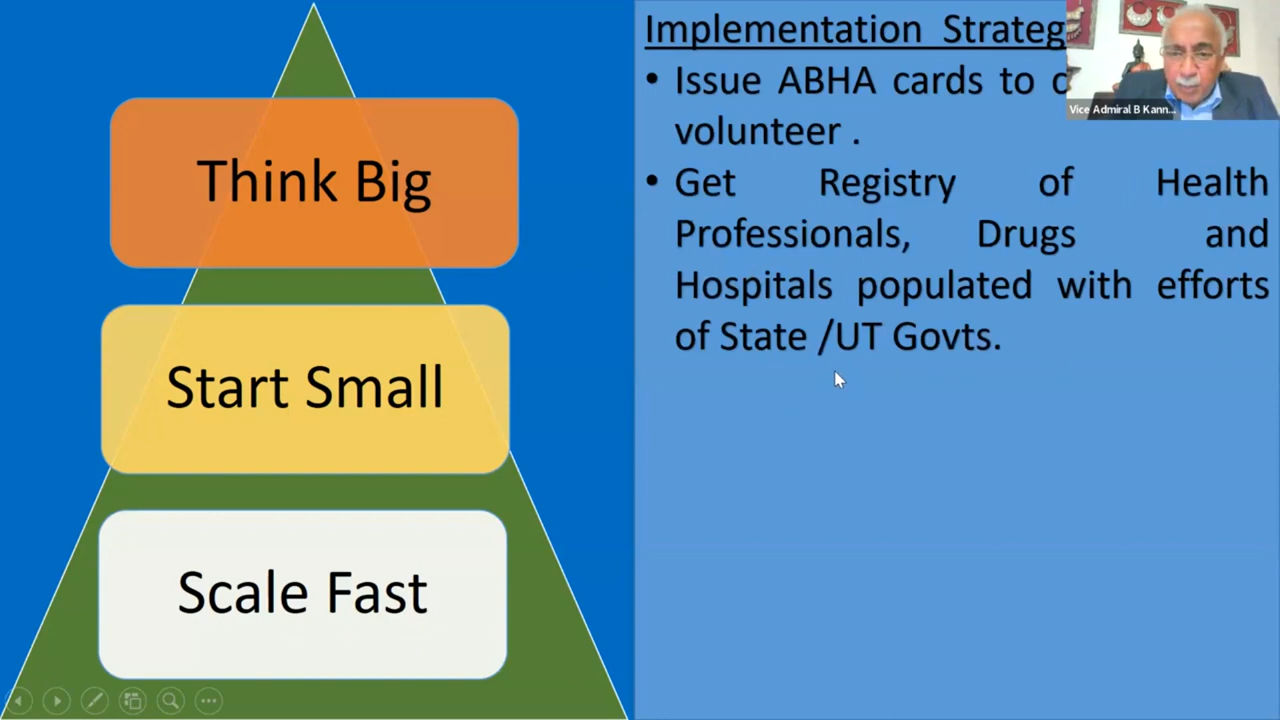 Think Big
Start Small
Scale Fast
Implementation Strateg
• Issue ABHA cards to
volunteer .
• Get Registry of Health
Professionals, Drugs and
Hospitals populated with efforts
of State /UT Govts.
Vice Admiral B Kann...